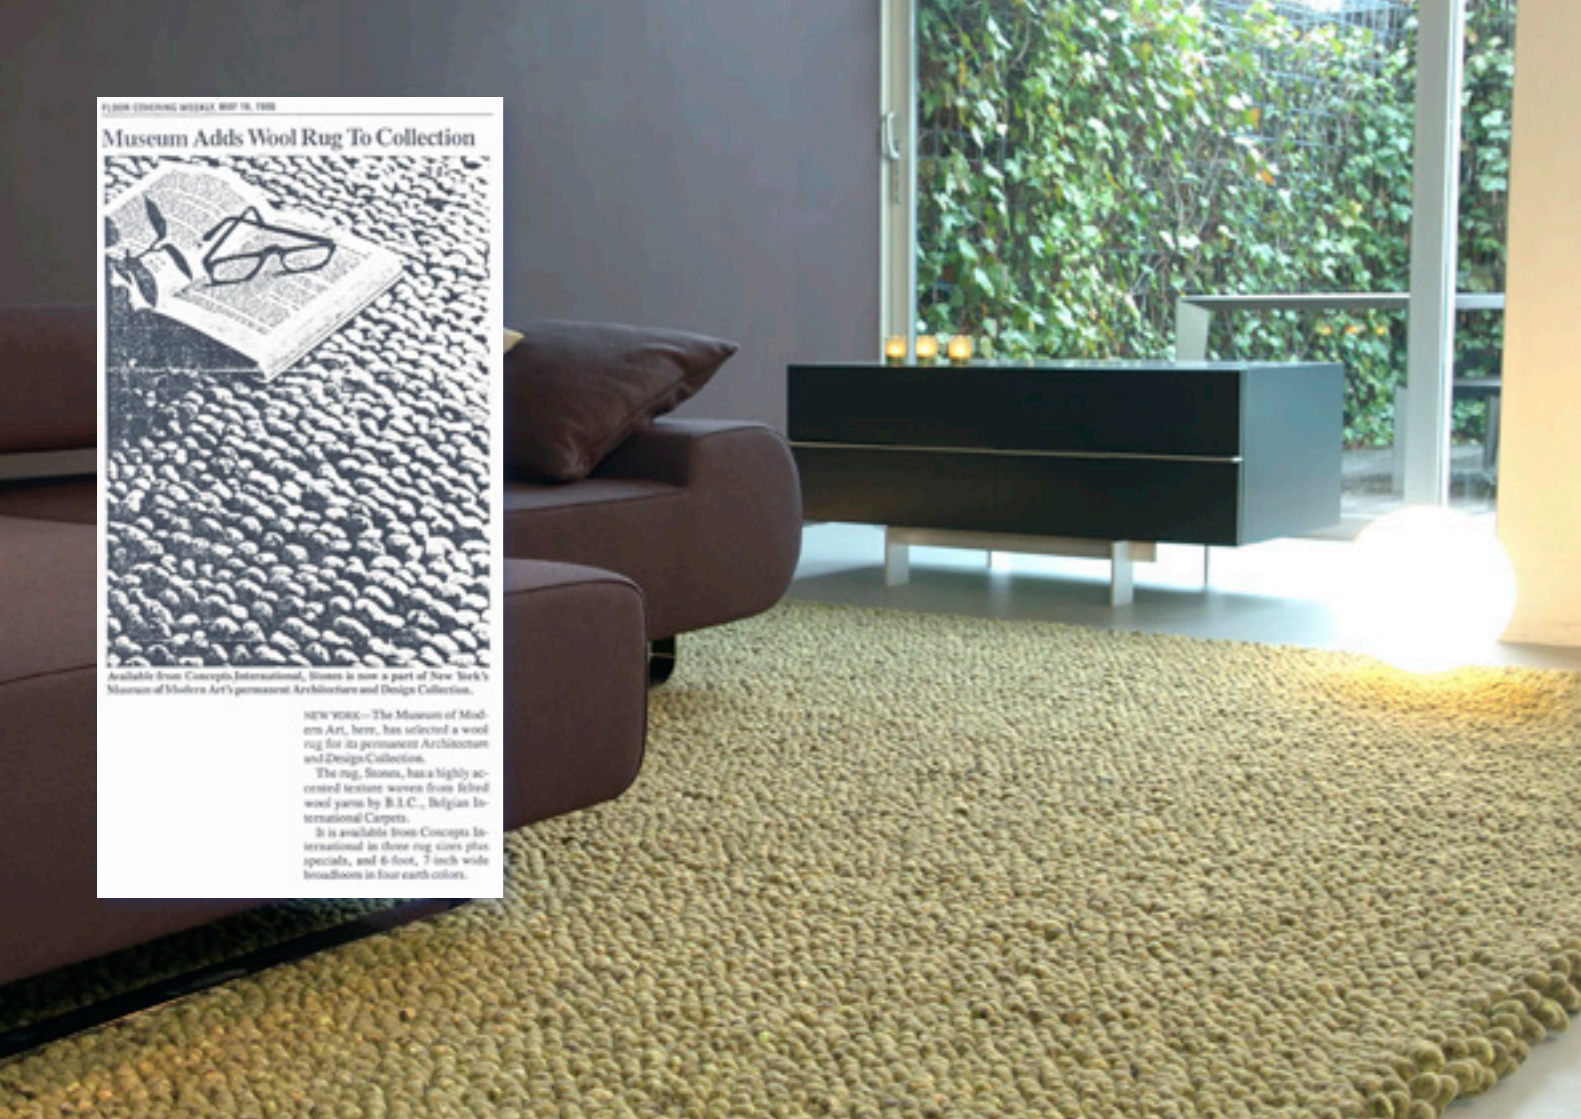 FLOOR COVERING WEEKLY, MAY
Museum Adds Wool Rug To Collection
Available from Concepts International, Stones is now a part of New York's
Museum of Modern Art's permanent Architecture and Design Collection.
NEW YORK—The Museum of Mod-
ern Art, here, has selected a wool
rug for its permanent Architecture
and Design Collection.
The rug, Stones, has a highly ac-
cented texture woven from felted
wool yarns by B.I.C., Belgian In-
ternational Carpets.
It is available from Concepts In-
ternational in three rug sizes plus
specials, and 6-foot, 7-inch wide
broadloom in four earth colors.